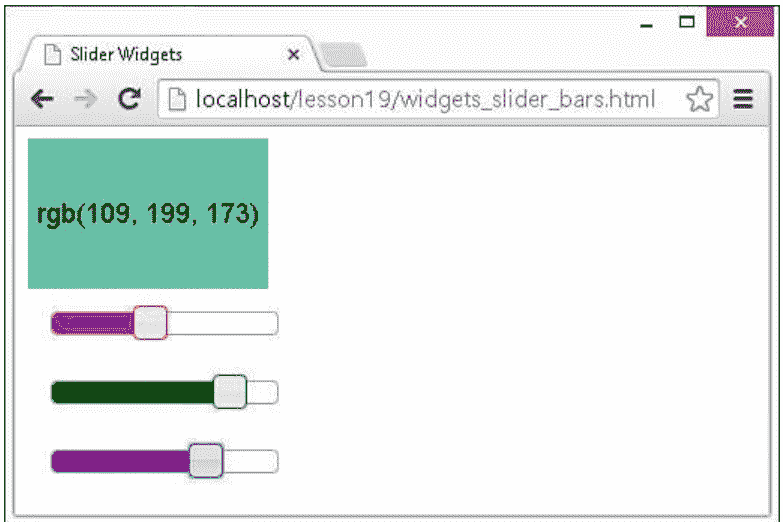 Slider Widgets
localhost/lesson19/widgets_slider_bars.html
rgb(109, 199, 173)